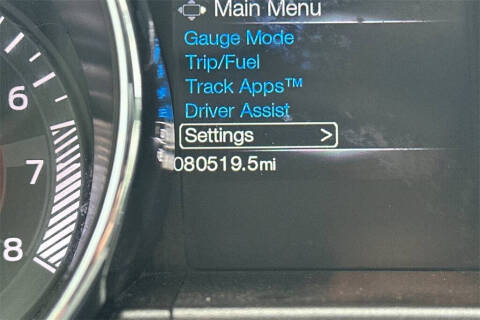 Main Menu
Gauge Mode
Trip/Fuel
Track Apps™
Driver Assist
Settings >
080519.5mi
6
7
8